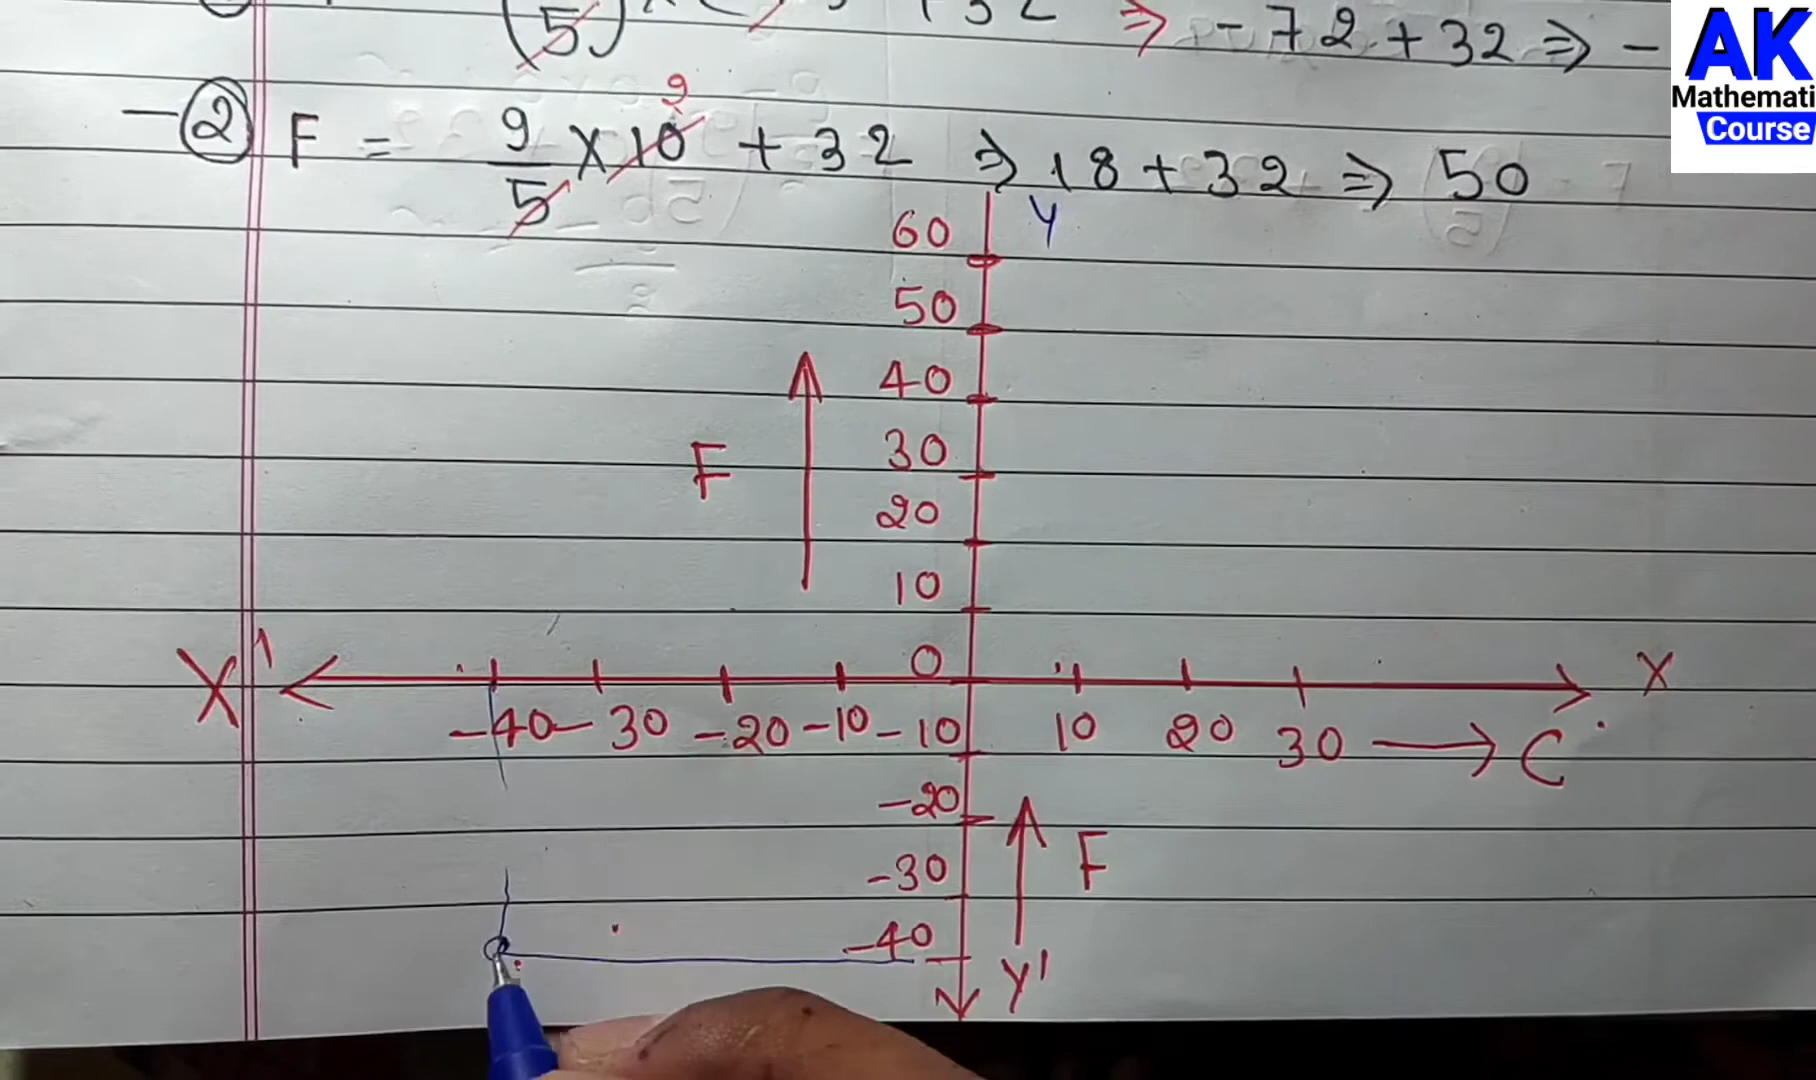 - 72 + 32 ⇒ -
AK
Mathemati
Course
- 2 F = 9/5 × 10 + 32 ⇒ 18 + 32 ⇒ 50
9
60 Y
50
40
30
F
20
10
X' 0 X
-40 - 30 -20 -10 -10 10 20 30 → C
-20
-30 F
-40
Y'